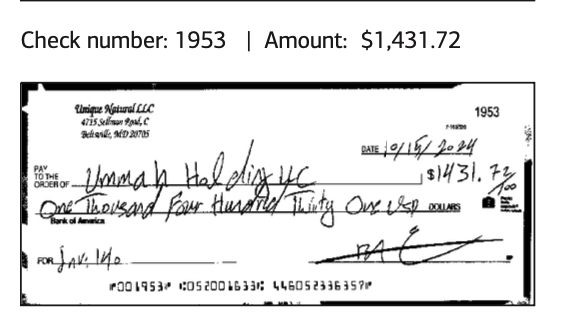 Check number: 1953 | Amount: $1,431.72
Unique Natural LLC
4715 Sellman Road, C
Beltsville, MD 20705
1953
DATE 10/15/2024
PAY TO THE ORDER OF Ummah Holding LLC $1431.72/100
One Thousand Four Hundred Thirty One USD DOLLARS
Bank of America
FOR Inv: 140
⑈001953⑈ ⑆052001633⑆ 446052336357⑈